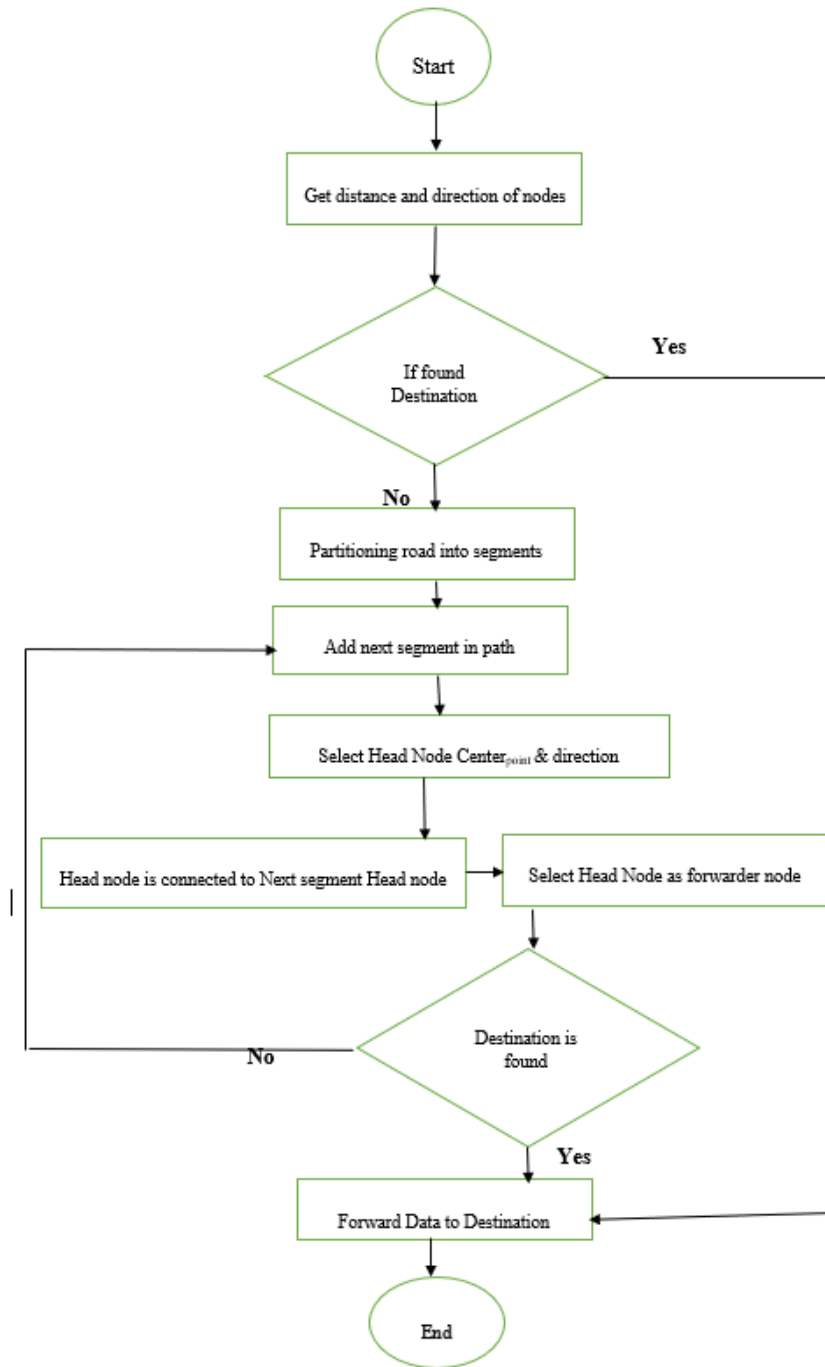 Start
Get distance and direction of nodes
If found
Destination
Yes
No
Partitioning road into segments
Add next segment in path
Select Head Node Centerpoint & direction
Head node is connected to Next segment Head node
Select Head Node as forwarder node
Destination is
found
No
Yes
Forward Data to Destination
End